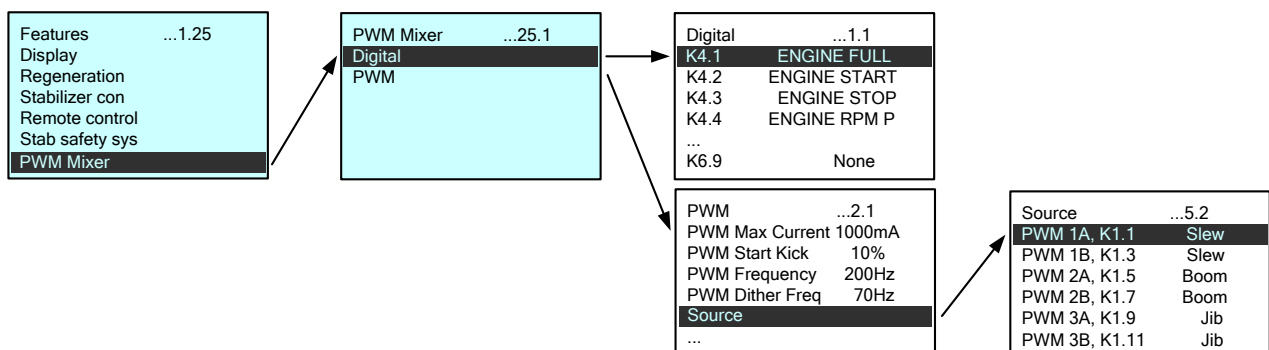 Features ...1.25
Display
Regeneration
Stabilizer con
Remote control
Stab safety sys
PWM Mixer
PWM Mixer ...25.1
Digital
PWM
Digital ...1.1
K4.1 ENGINE FULL
K4.2 ENGINE START
K4.3 ENGINE STOP
K4.4 ENGINE RPM P
...
K6.9 None
PWM ...2.1
PWM Max Current 1000mA
PWM Start Kick 10%
PWM Frequency 200Hz
PWM Dither Freq 70Hz
Source
...
Source ...5.2
PWM 1A, K1.1 Slew
PWM 1B, K1.3 Slew
PWM 2A, K1.5 Boom
PWM 2B, K1.7 Boom
PWM 3A, K1.9 Jib
PWM 3B, K1.11 Jib